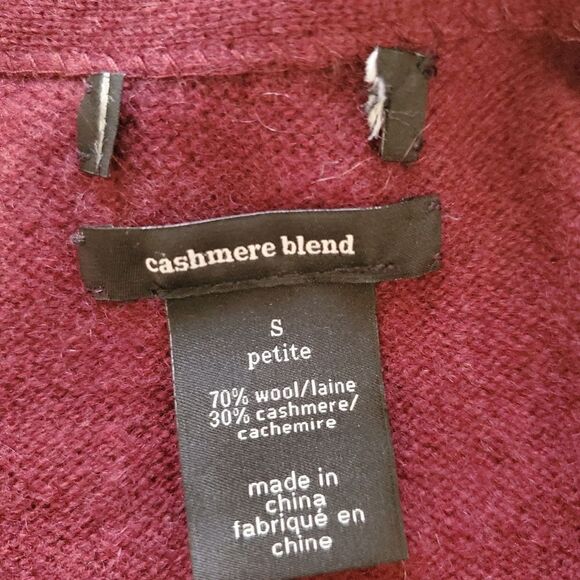 cashmere blend
S
petite
70% wool/laine
30% cashmere/
cachemire
made in
china
fabriqué en
chine